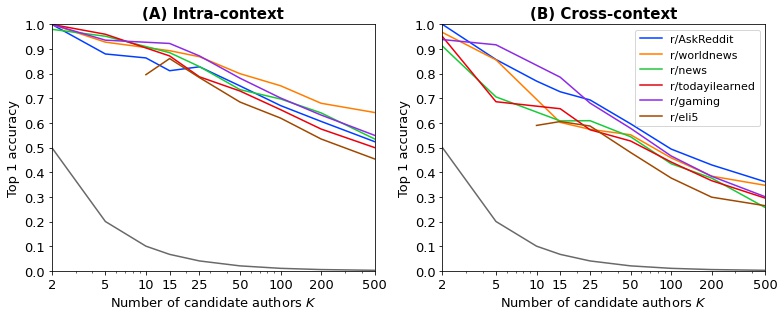 (A) Intra-context
Top 1 accuracy
1.0
0.9
0.8
0.7
0.6
0.5
0.4
0.3
0.2
0.1
0.0
2 5 10 15 25 50 100 200 500
Number of candidate authors K
(B) Cross-context
Top 1 accuracy
1.0
0.9
0.8
0.7
0.6
0.5
0.4
0.3
0.2
0.1
0.0
r/AskReddit
r/worldnews
r/news
r/todayilearned
r/gaming
r/eli5
2 5 10 15 25 50 100 200 500
Number of candidate authors K